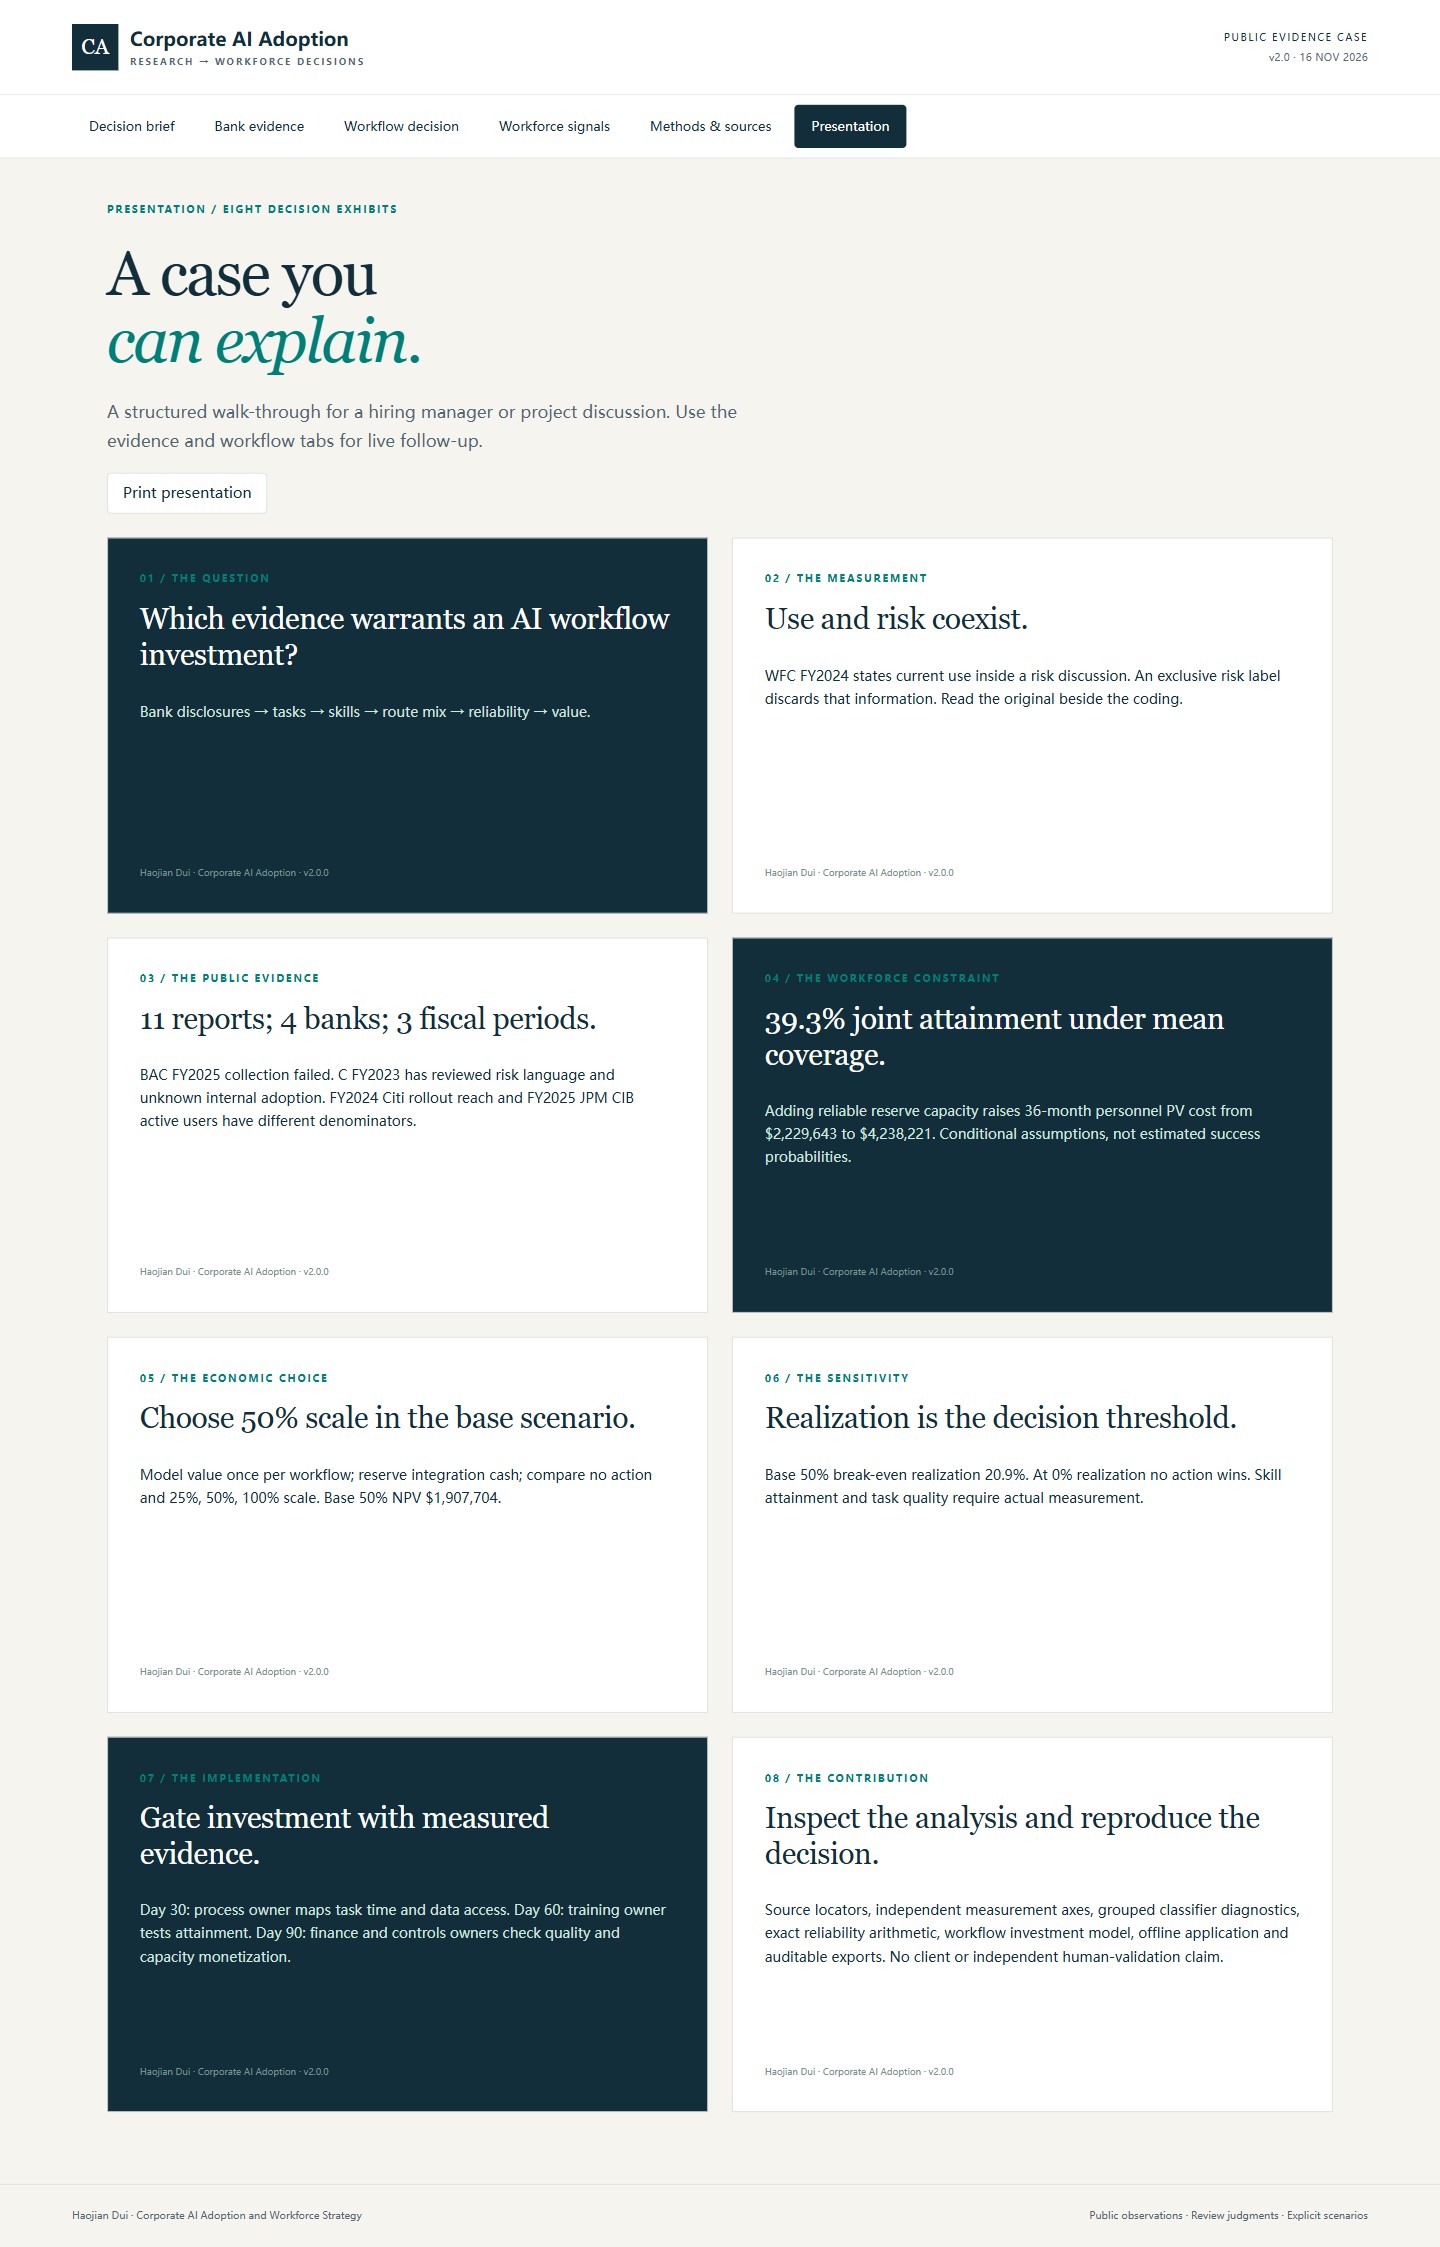 CA
Corporate AI Adoption
RESEARCH → WORKFORCE DECISIONS
PUBLIC EVIDENCE CASE
v2.0 · 16 NOV 2026
Decision brief
Bank evidence
Workflow decision
Workforce signals
Methods & sources
Presentation
PRESENTATION / EIGHT DECISION EXHIBITS
A case you
can explain.
A structured walk-through for a hiring manager or project discussion. Use the
evidence and workflow tabs for live follow-up.
Print presentation
01 / THE QUESTION
Which evidence warrants an AI workflow
investment?
Bank disclosures → tasks → skills → route mix → reliability → value.
Haojian Dui · Corporate AI Adoption · v2.0.0
02 / THE MEASUREMENT
Use and risk coexist.
WFC FY2024 states current use inside a risk discussion. An exclusive risk label
discards that information. Read the original beside the coding.
Haojian Dui · Corporate AI Adoption · v2.0.0
03 / THE PUBLIC EVIDENCE
11 reports; 4 banks; 3 fiscal periods.
BAC FY2025 collection failed. C FY2023 has reviewed risk language and
unknown internal adoption. FY2024 Citi rollout reach and FY2025 JPM CIB
active users have different denominators.
Haojian Dui · Corporate AI Adoption · v2.0.0
04 / THE WORKFORCE CONSTRAINT
39.3% joint attainment under mean
coverage.
Adding reliable reserve capacity raises 36-month personnel PV cost from
$2,229,643 to $4,238,221. Conditional assumptions, not estimated success
probabilities.
Haojian Dui · Corporate AI Adoption · v2.0.0
05 / THE ECONOMIC CHOICE
Choose 50% scale in the base scenario.
Model value once per workflow; reserve integration cash; compare no action
and 25%, 50%, 100% scale. Base 50% NPV $1,907,704.
Haojian Dui · Corporate AI Adoption · v2.0.0
06 / THE SENSITIVITY
Realization is the decision threshold.
Base 50% break-even realization 20.9%. At 0% realization no action wins. Skill
attainment and task quality require actual measurement.
Haojian Dui · Corporate AI Adoption · v2.0.0
07 / THE IMPLEMENTATION
Gate investment with measured
evidence.
Day 30: process owner maps task time and data access. Day 60: training owner
tests attainment. Day 90: finance and controls owners check quality and
capacity monetization.
Haojian Dui · Corporate AI Adoption · v2.0.0
08 / THE CONTRIBUTION
Inspect the analysis and reproduce the
decision.
Source locators, independent measurement axes, grouped classifier diagnostics,
exact reliability arithmetic, workflow investment model, offline application and
auditable exports. No client or independent human-validation claim.
Haojian Dui · Corporate AI Adoption · v2.0.0
Haojian Dui · Corporate AI Adoption and Workforce Strategy
Public observations · Review judgments · Explicit scenarios